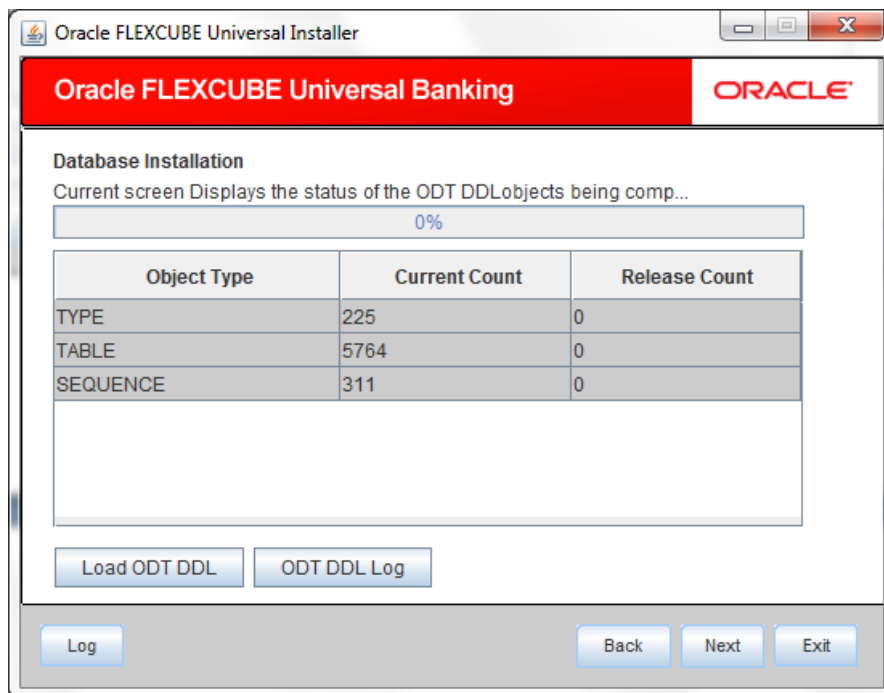 Oracle FLEXCUBE Universal Installer
Oracle FLEXCUBE Universal Banking ORACLE
Database Installation
Current screen Displays the status of the ODT DDLobjects being comp...
0%
Object Type Current Count Release Count
TYPE 225 0
TABLE 5764 0
SEQUENCE 311 0
Load ODT DDL ODT DDL Log
Log Back Next Exit